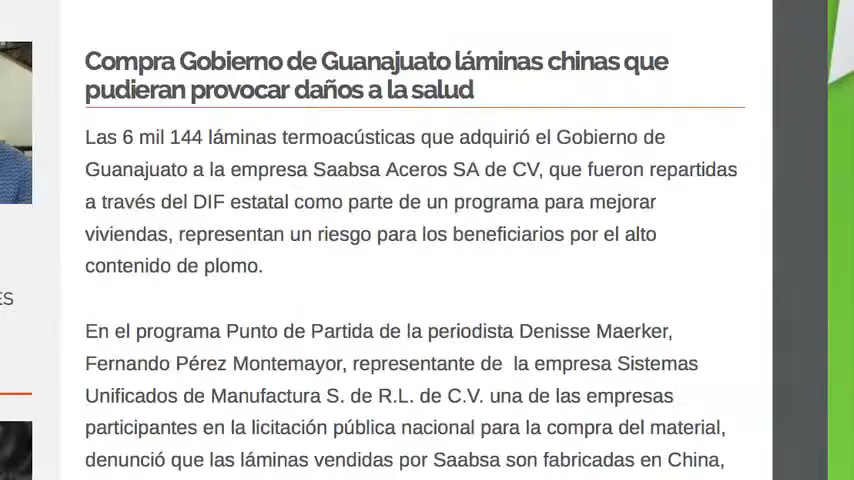 Compra Gobierno de Guanajuato láminas chinas que
pudieran provocar daños a la salud
Las 6 mil 144 láminas termoacústicas que adquirió el Gobierno de
Guanajuato a la empresa Saabsa Aceros SA de CV, que fueron repartidas
a través del DIF estatal como parte de un programa para mejorar
viviendas, representan un riesgo para los beneficiarios por el alto
contenido de plomo.
ES
En el programa Punto de Partida de la periodista Denisse Maerker,
Fernando Pérez Montemayor, representante de  la empresa Sistemas
Unificados de Manufactura S. de R.L. de C.V. una de las empresas
participantes en la licitación pública nacional para la compra del material,
denunció que las láminas vendidas por Saabsa son fabricadas en China,